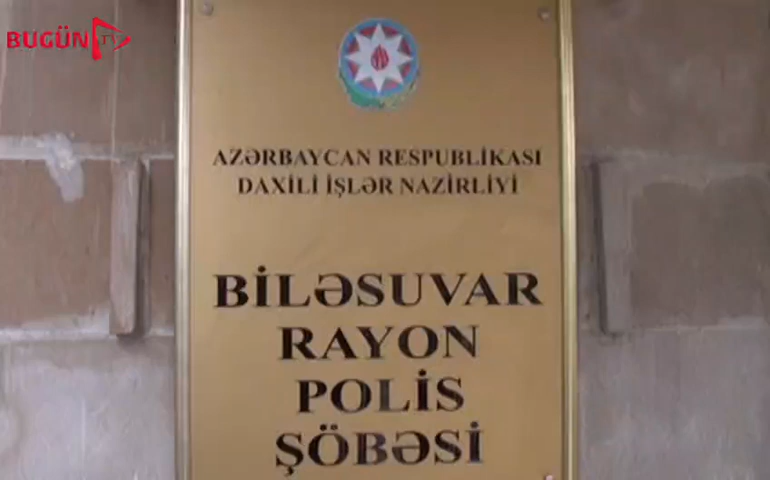 BUGÜN TV
AZƏRBAYCAN RESPUBLİKASI
DAXİLİ İŞLƏR NAZİRLİYİ
BİLƏSUVAR
RAYON
POLİS
ŞÖBƏSİ